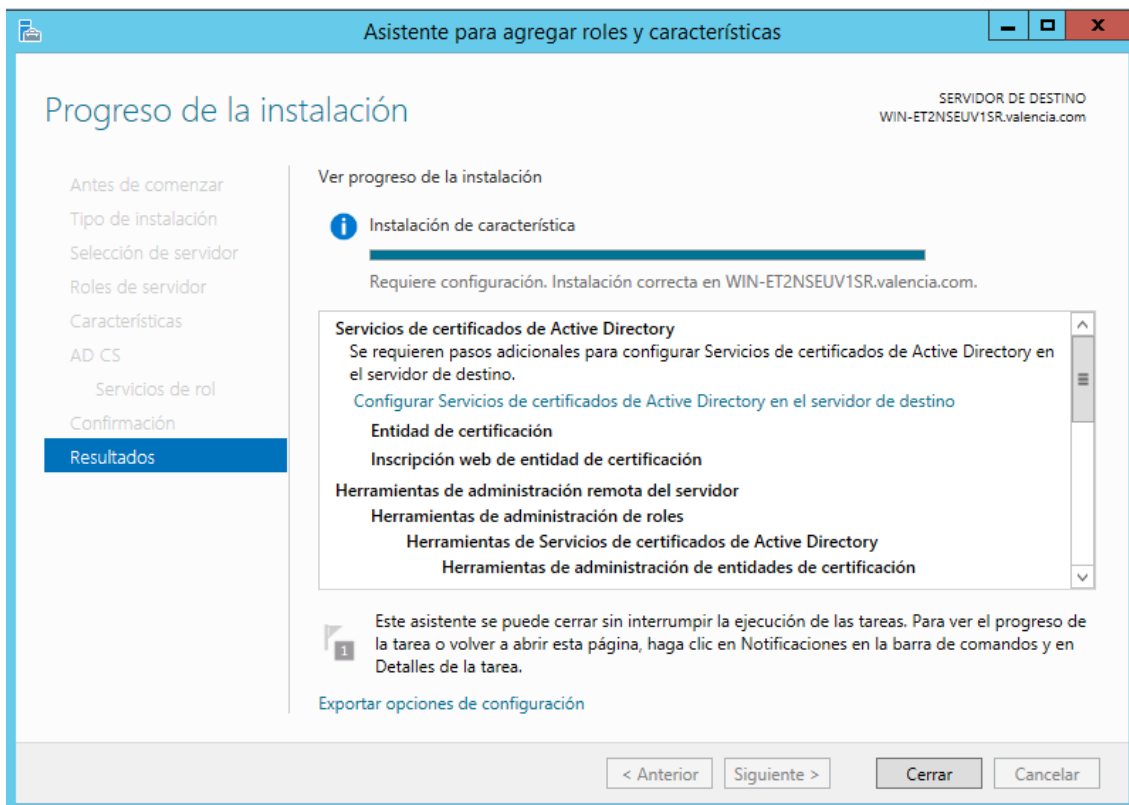 Asistente para agregar roles y características
Progreso de la instalación
SERVIDOR DE DESTINO
WIN-ET2NSEUV1SR.valencia.com
Antes de comenzar
Tipo de instalación
Selección de servidor
Roles de servidor
Características
AD CS
Servicios de rol
Confirmación
Resultados
Ver progreso de la instalación
Instalación de característica
Requiere configuración. Instalación correcta en WIN-ET2NSEUV1SR.valencia.com.
Servicios de certificados de Active Directory
Se requieren pasos adicionales para configurar Servicios de certificados de Active Directory en
el servidor de destino.
Configurar Servicios de certificados de Active Directory en el servidor de destino
Entidad de certificación
Inscripción web de entidad de certificación
Herramientas de administración remota del servidor
Herramientas de administración de roles
Herramientas de Servicios de certificados de Active Directory
Herramientas de administración de entidades de certificación
1
Este asistente se puede cerrar sin interrumpir la ejecución de las tareas. Para ver el progreso de
la tarea o volver a abrir esta página, haga clic en Notificaciones en la barra de comandos y en
Detalles de la tarea.
Exportar opciones de configuración
< Anterior
Siguiente >
Cerrar
Cancelar